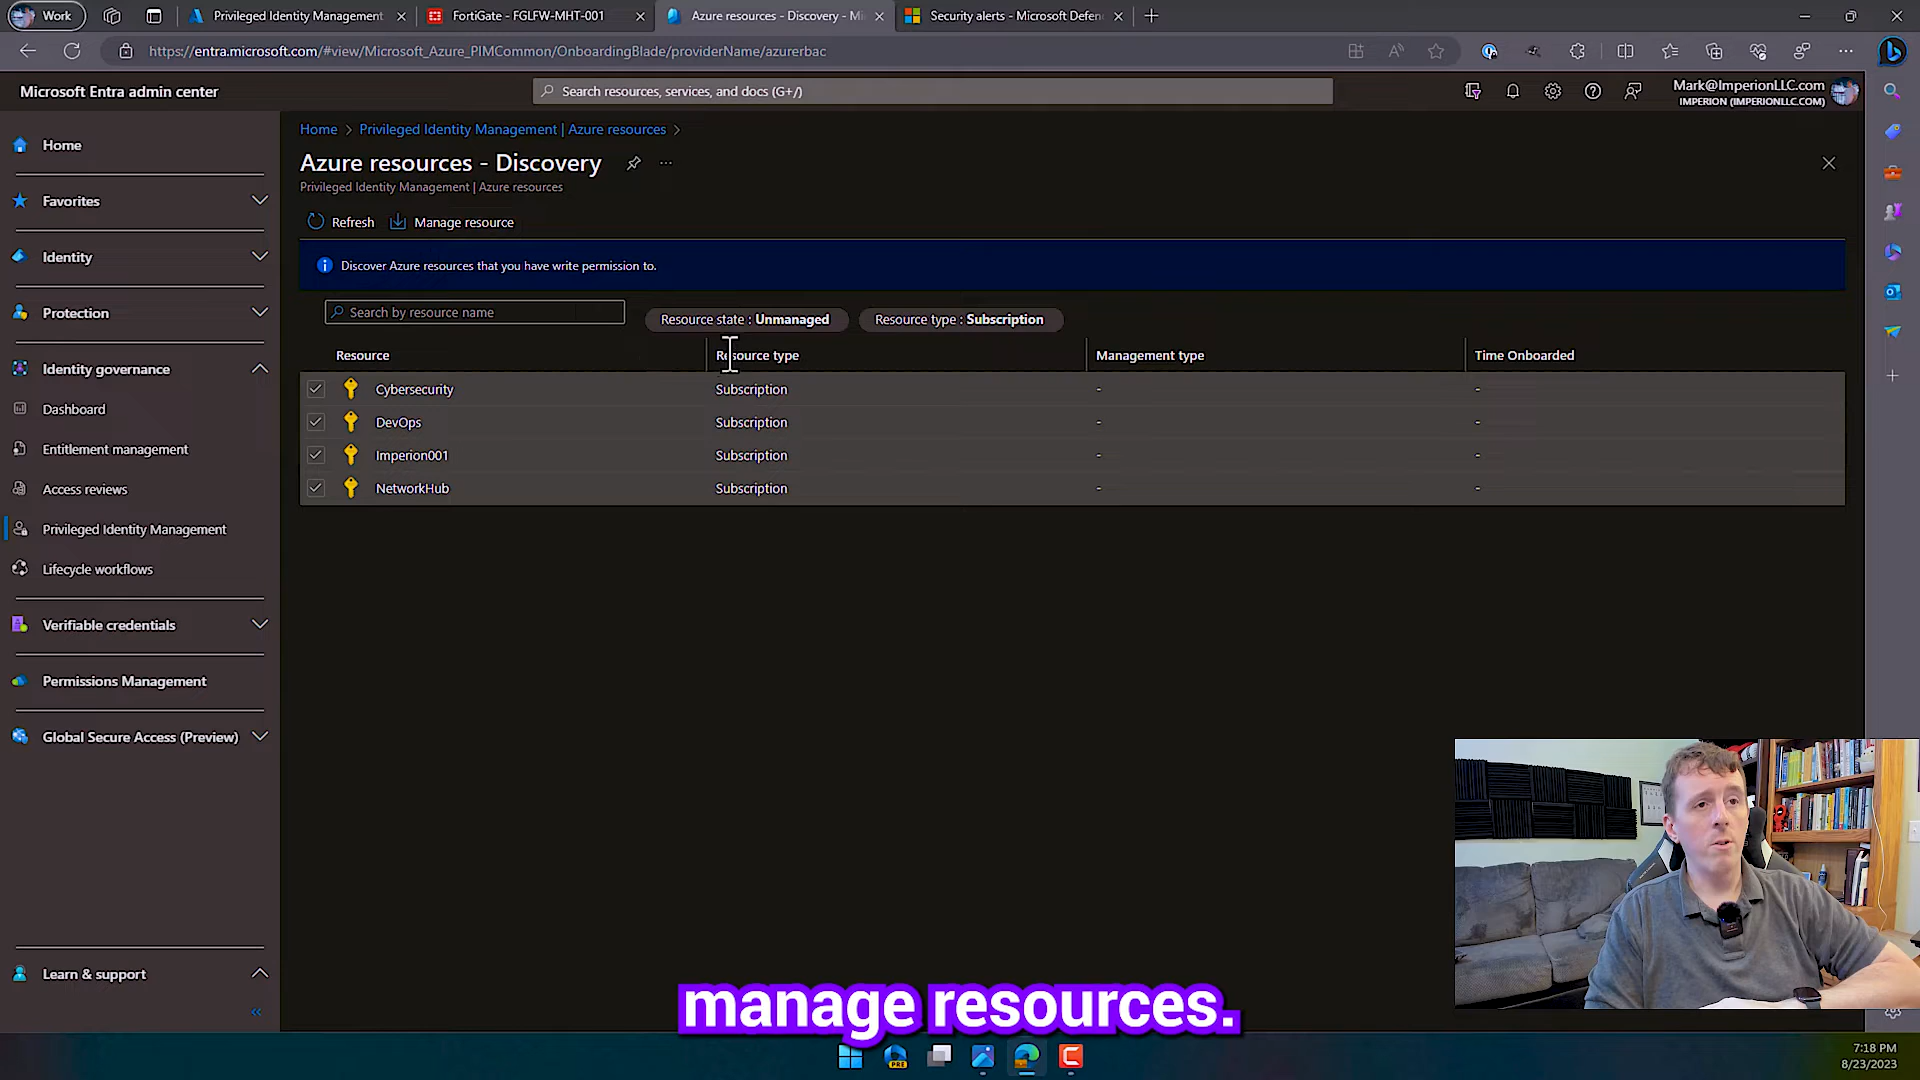 Work
Privileged Identity Management
FortiGate - FGLFW-MHT-001
Azure resources - Discovery - Mi
Security alerts - Microsoft Defen
https://entra.microsoft.com/#view/Microsoft_Azure_PIMCommon/OnboardingBlade/providerName/azurerbac
Microsoft Entra admin center
Search resources, services, and docs (G+/)
Mark@ImperionLLC.com
IMPERION (IMPERIONLLC.COM)
Home
Favorites
Identity
Protection
Identity governance
Dashboard
Entitlement management
Access reviews
Privileged Identity Management
Lifecycle workflows
Verifiable credentials
Permissions Management
Global Secure Access (Preview)
Learn & support
Home > Privileged Identity Management | Azure resources >
Azure resources - Discovery
Privileged Identity Management | Azure resources
Refresh Manage resource
Discover Azure resources that you have write permission to.
Search by resource name Resource state : Unmanaged Resource type : Subscription
Resource Resource type Management type Time Onboarded
Cybersecurity Subscription - -
DevOps Subscription - -
Imperion001 Subscription - -
NetworkHub Subscription - -
manage resources.
PRE
7:18 PM
8/23/2023